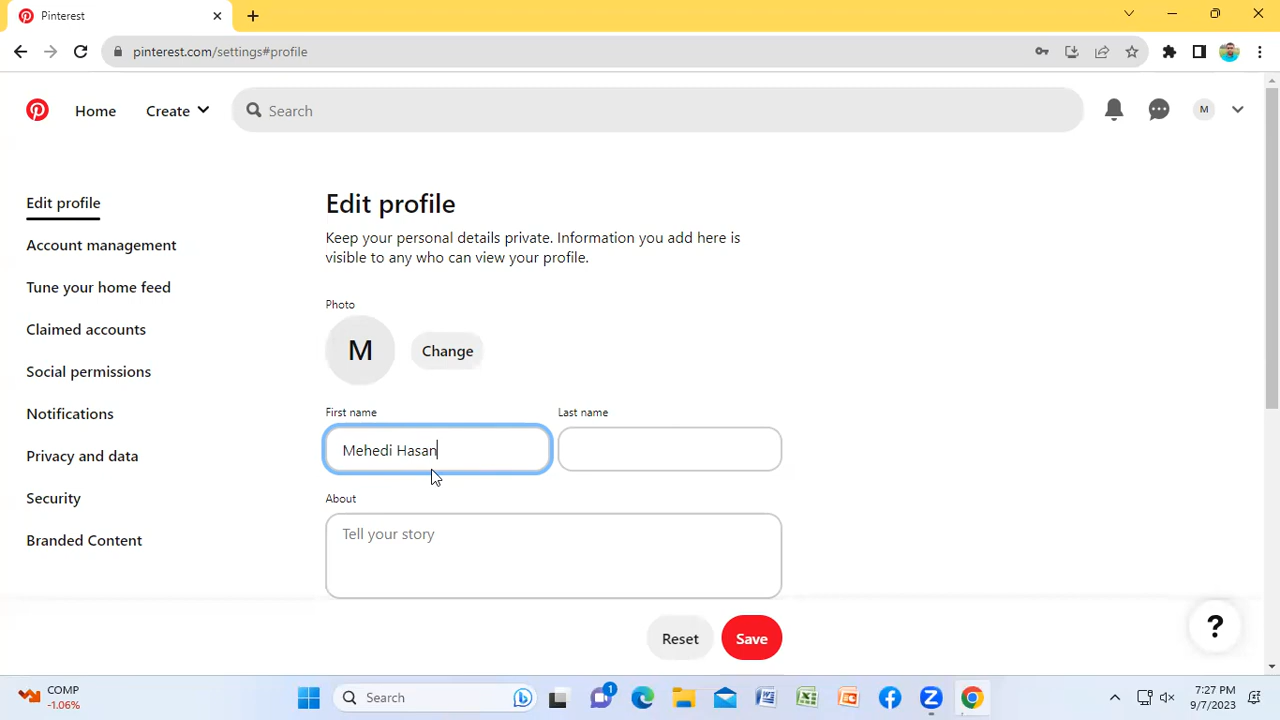 Pinterest
pinterest.com/settings#profile
Home
Create
Search
M
Edit profile
Account management
Tune your home feed
Claimed accounts
Social permissions
Notifications
Privacy and data
Security
Branded Content
Edit profile
Keep your personal details private. Information you add here is
visible to any who can view your profile.
Photo
M
Change
First name
Last name
Mehedi Hasan
About
Tell your story
Reset
Save
?
COMP
-1.06%
Search
1
7:27 PM
9/7/2023